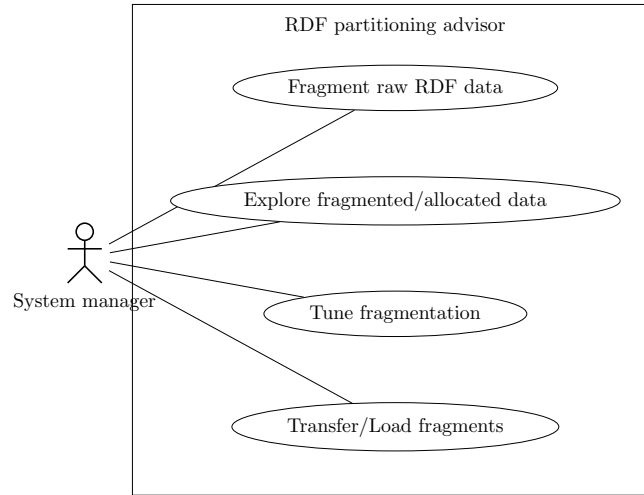 RDF partitioning advisor
Fragment raw RDF data
Explore fragmented/allocated data
System manager
Tune fragmentation
Transfer/Load fragments